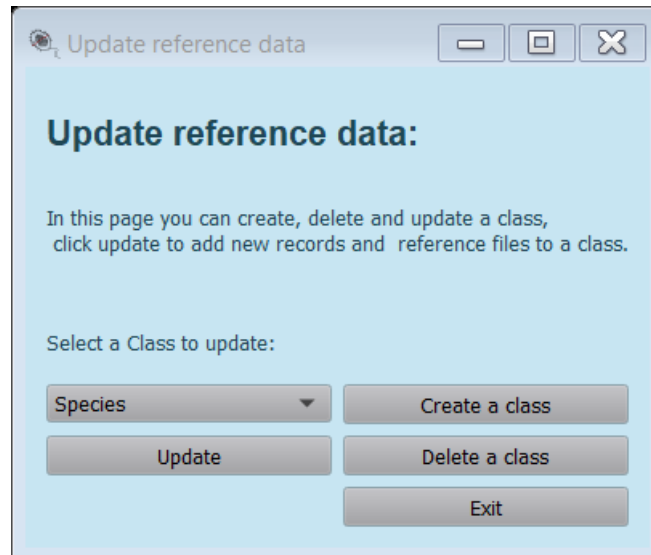 Update reference data
Update reference data:
In this page you can create, delete and update a class,
click update to add new records and  reference files to a class.
Select a Class to update:
Species
Create a class
Update
Delete a class
Exit